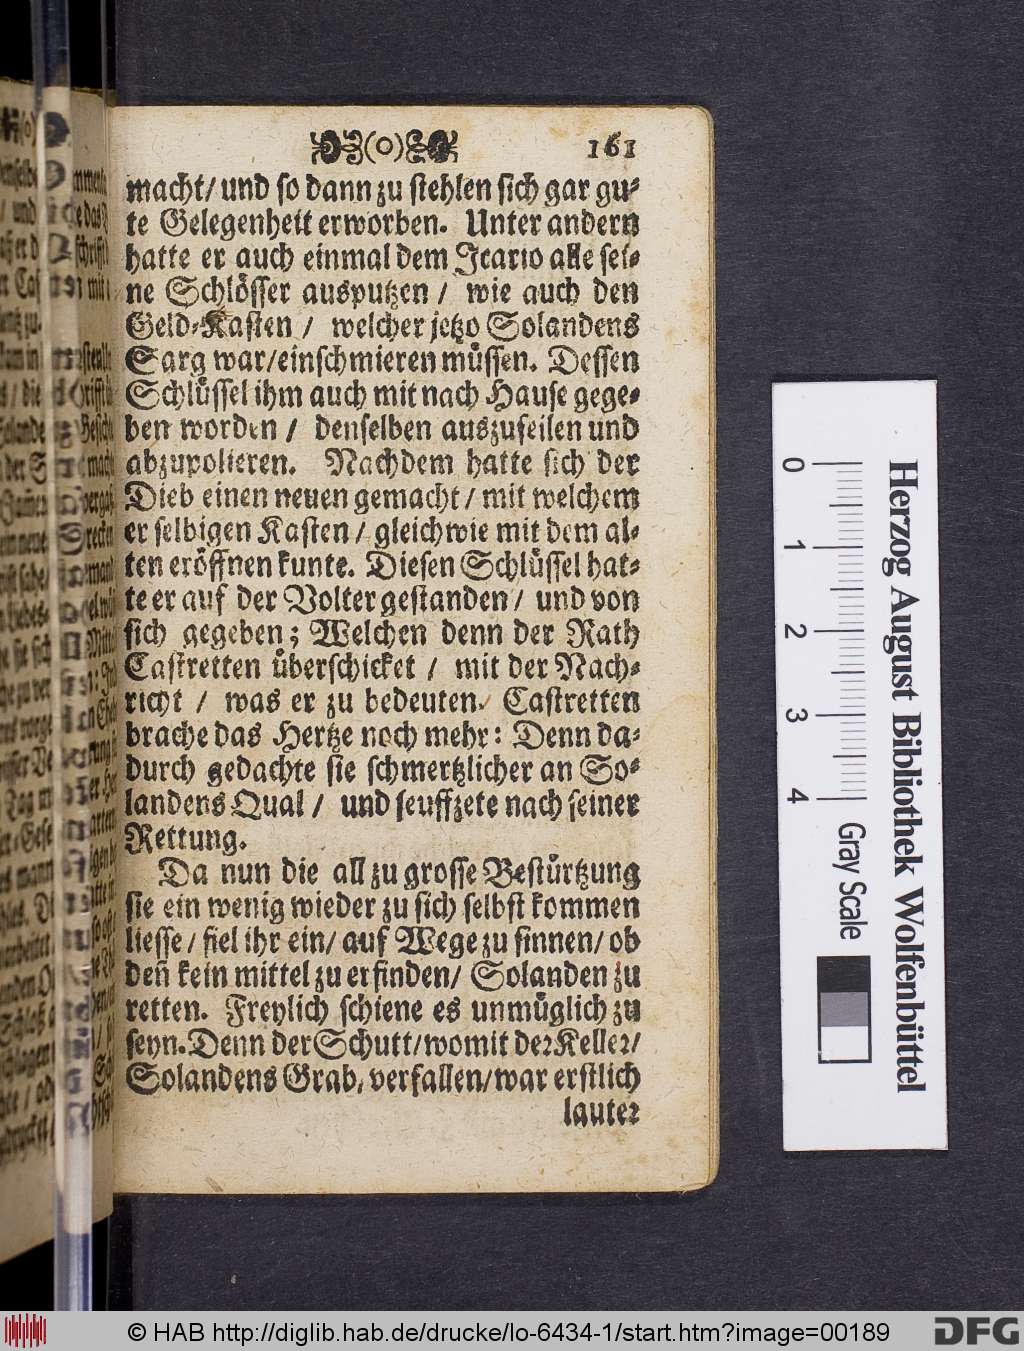 (o) 161
macht/ und so dann zu stehlen sich gar gu-
te Gelegenheit erworben. Unter andern
hatte er auch einmal dem Icario alle sei-
ne Schlösser ausputzen / wie auch den
Geld-Kasten / welcher jetzo Solandens
Sarg war/einschmieren müssen. Dessen
Schlüssel ihm auch mit nach Hause gege-
ben worden / denselben auszufeilen und
abzupolieren. Nachdem hatte sich der
Dieb einen neuen gemacht/ mit welchem
er selbigen Kasten / gleichwie mit dem al-
ten eröffnen kunte. Diesen Schlüssel hat-
te er auf der Volter gestanden/ und von
sich gegeben; Welchen denn der Rath
Castretten überschicket / mit der Nach-
richt / was er zu bedeuten. Castretten
brache das Hertze noch mehr: Denn da-
durch gedachte sie schmertzlicher an So-
landens Qual / und seuffzete nach seiner
Rettung.
Da nun die all zu grosse Bestürtzung
sie ein wenig wieder zu sich selbst kommen
liesse/ fiel ihr ein/ auf Wege zu sinnen/ ob
deñ kein mittel zu erfinden/ Solanden zu
retten. Freylich schiene es unmüglich zu
seyn. Denn der Schutt/womit der Keller/
Solandens Grab, verfallen/war erstlich
lauter
Herzog August Bibliothek Wolfenbüttel
0 1 2 3 4 Gray Scale
© HAB http://diglib.hab.de/drucke/lo-6434-1/start.htm?image=00189
DFG